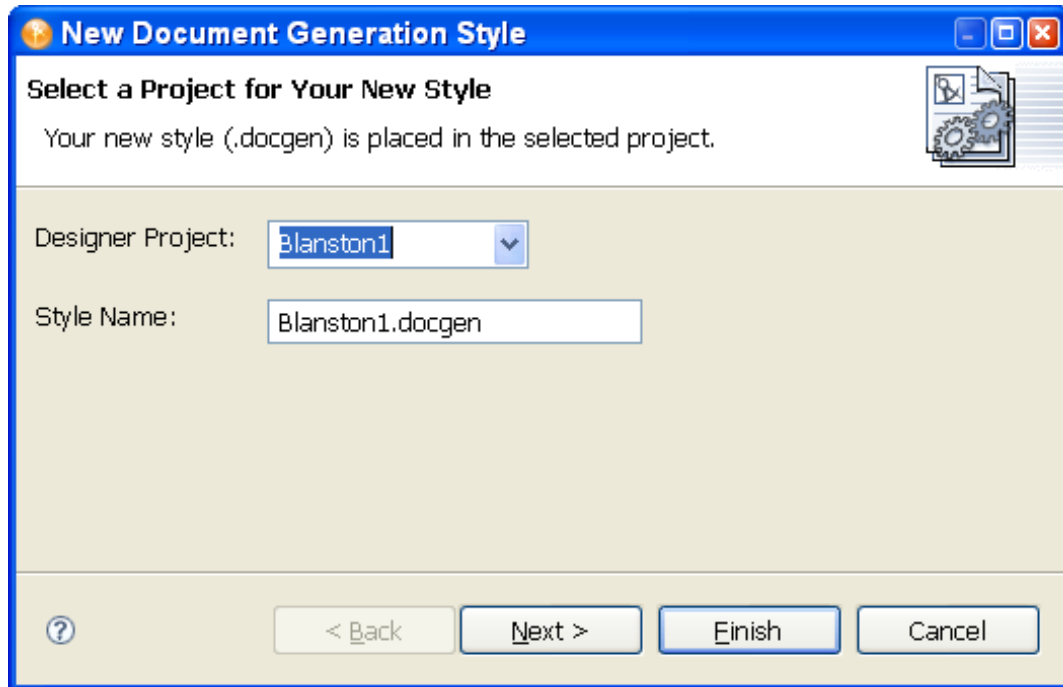 New Document Generation Style
Select a Project for Your New Style
Your new style (.docgen) is placed in the selected project.
Designer Project: Blanston1
Style Name: Blanston1.docgen
< Back Next > Finish Cancel